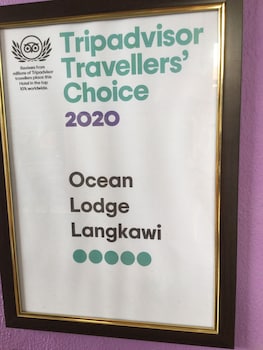 Tripadvisor
Travellers'
Choice
2020
Reviews from
millions of Tripadvisor
travellers place this
Hotel in the top
10% worldwide.
Ocean
Lodge
Langkawi